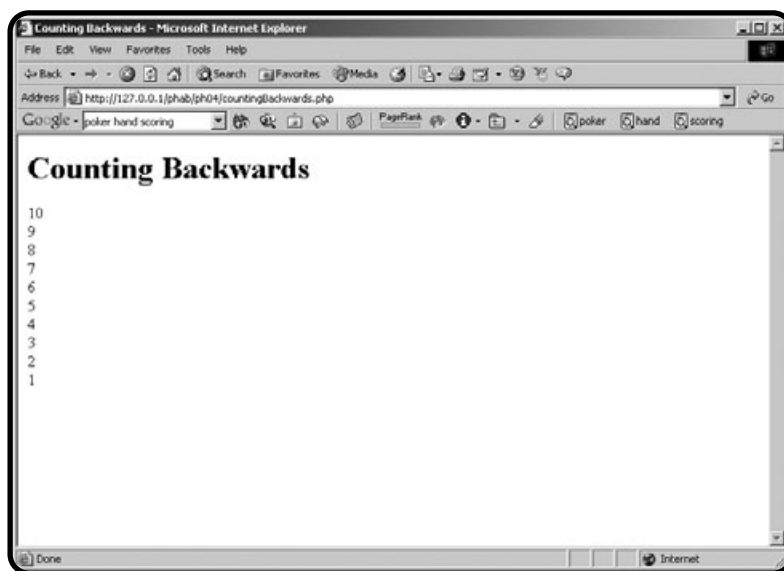 Counting Backwards - Microsoft Internet Explorer
File Edit View Favorites Tools Help
Back Search Favorites Media
Address http://127.0.0.1/phab/ph04/countingBackwards.php Go
Google poker hand scoring PageRank poker hand scoring
Counting Backwards
10
9
8
7
6
5
4
3
2
1
Done Internet